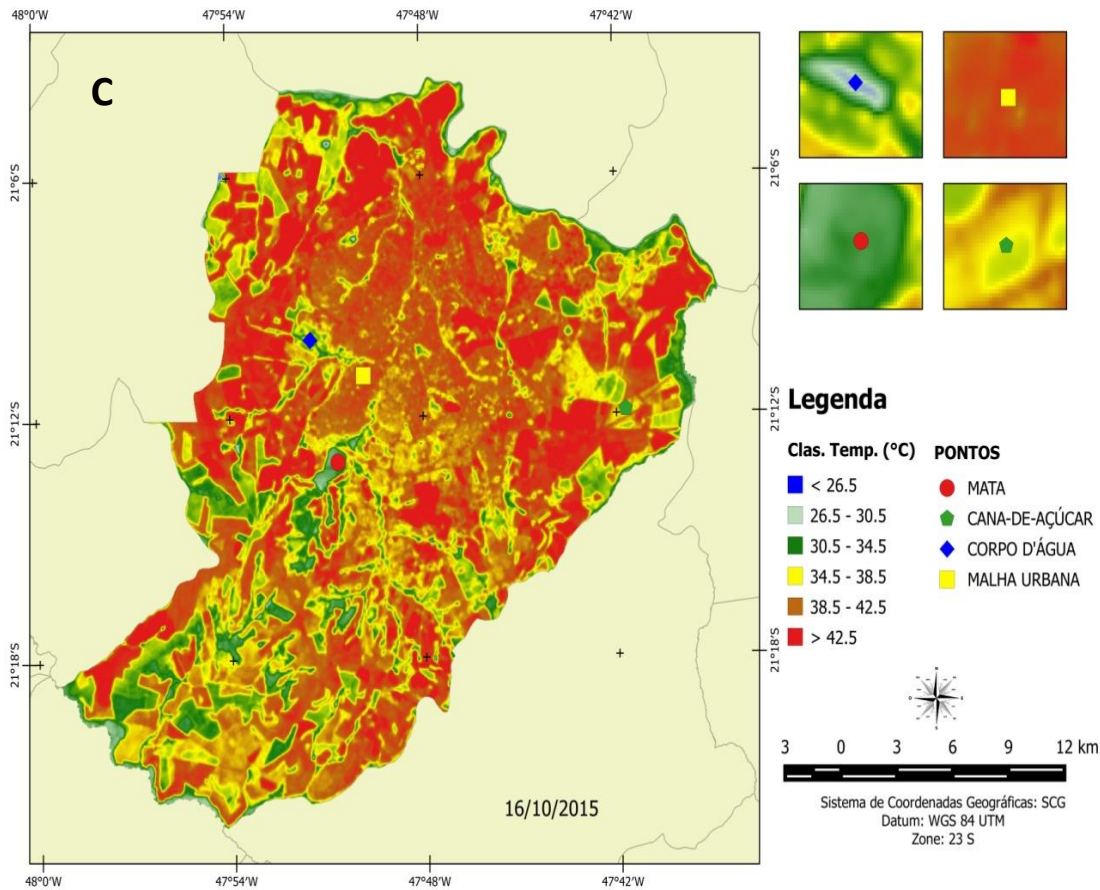 48°0'W 47°54'W 47°48'W 47°42'W
C
21°6'S
21°6'S
21°12'S
21°12'S
21°18'S
21°18'S
16/10/2015
48°0'W 47°54'W 47°48'W 47°42'W
Legenda
Clas. Temp. (°C)
< 26.5
26.5 - 30.5
30.5 - 34.5
34.5 - 38.5
38.5 - 42.5
> 42.5
PONTOS
MATA
CANA-DE-AÇÚCAR
CORPO D'ÁGUA
MALHA URBANA
3 0 3 6 9 12 km
Sistema de Coordenadas Geográficas: SCG
Datum: WGS 84 UTM
Zone: 23 S